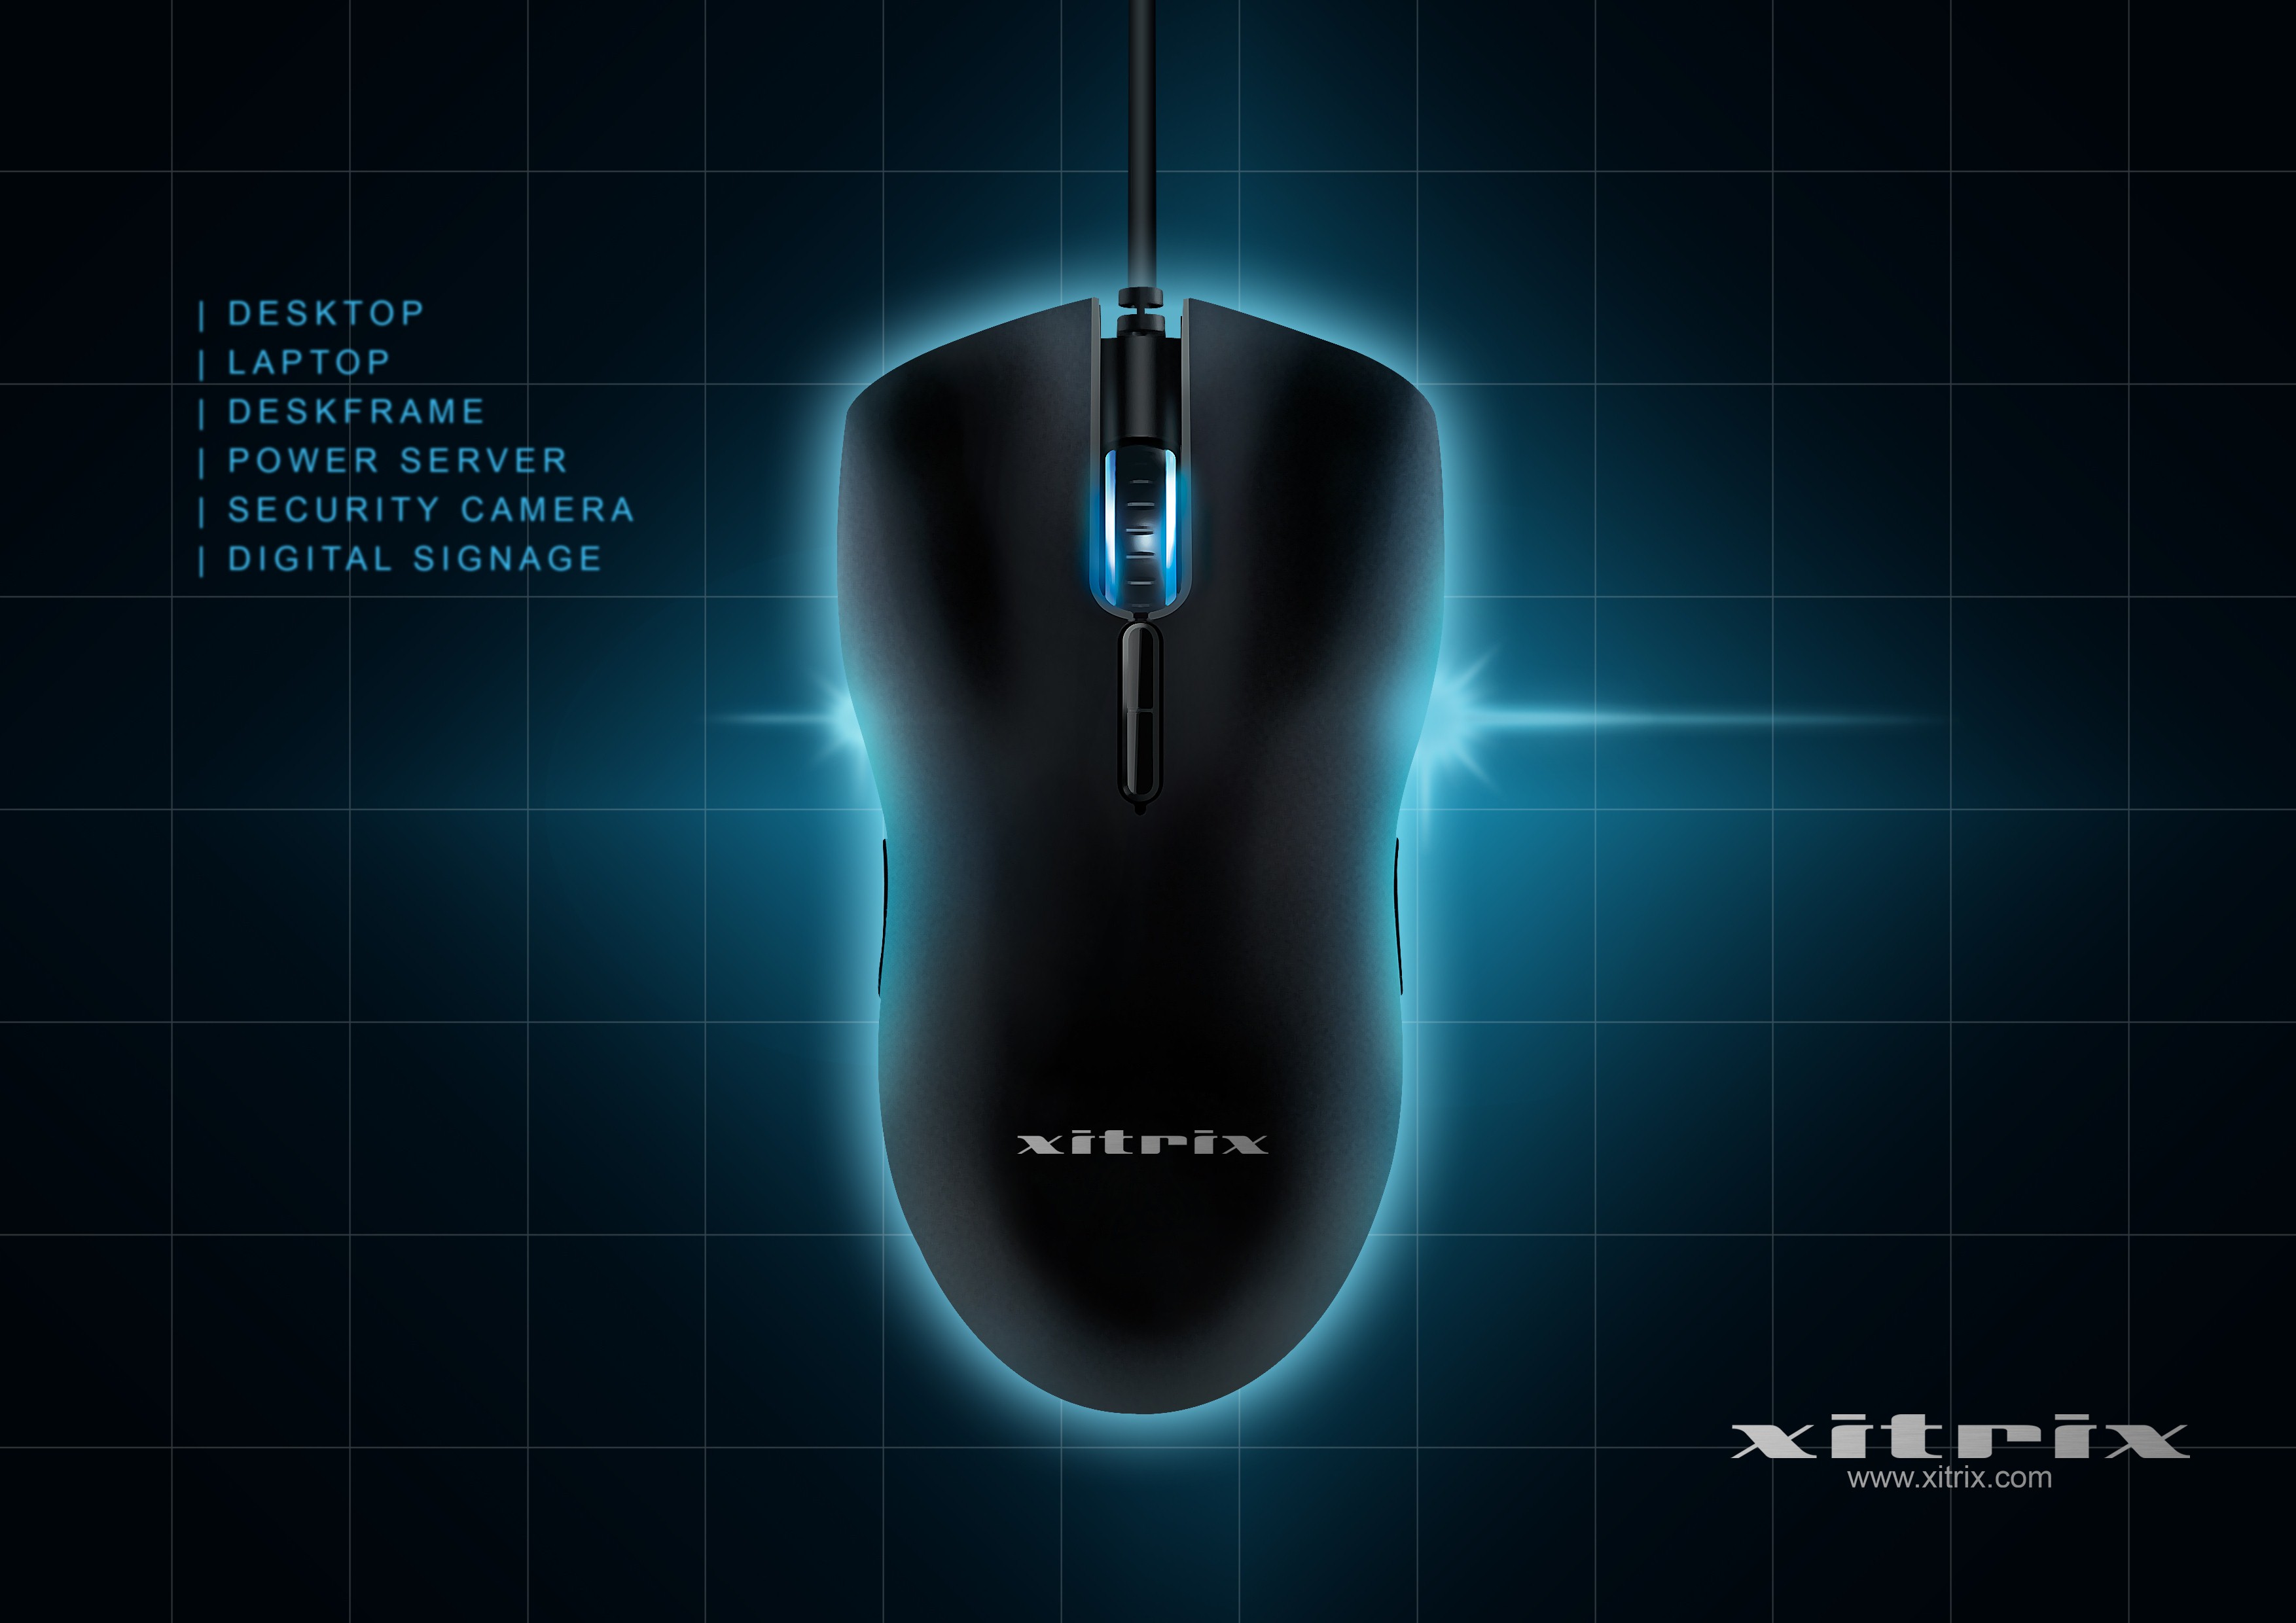 | DESKTOP
| LAPTOP
| DESKFRAME
| POWER SERVER
| SECURITY CAMERA
| DIGITAL SIGNAGE
xitrix
xitrix
www.xitrix.com